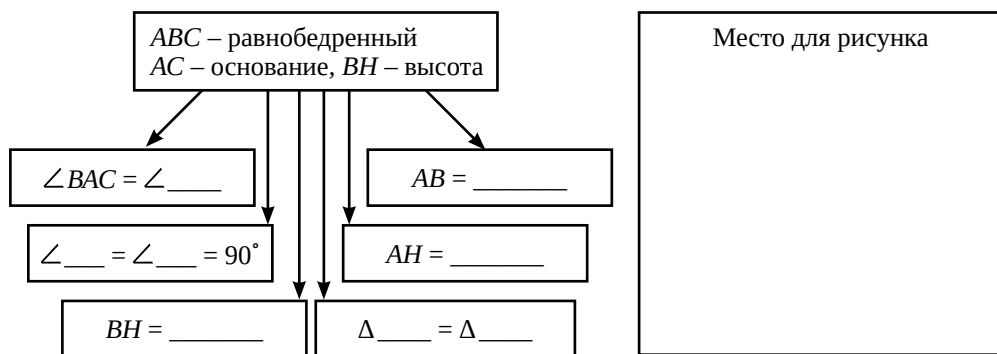 ABC – равнобедренный
AC – основание, BH – высота
Место для рисунка
∠BAC = ∠____
AB = _______
∠___ = ∠___ = 90°
AH = _______
BH = _______
Δ____ = Δ____